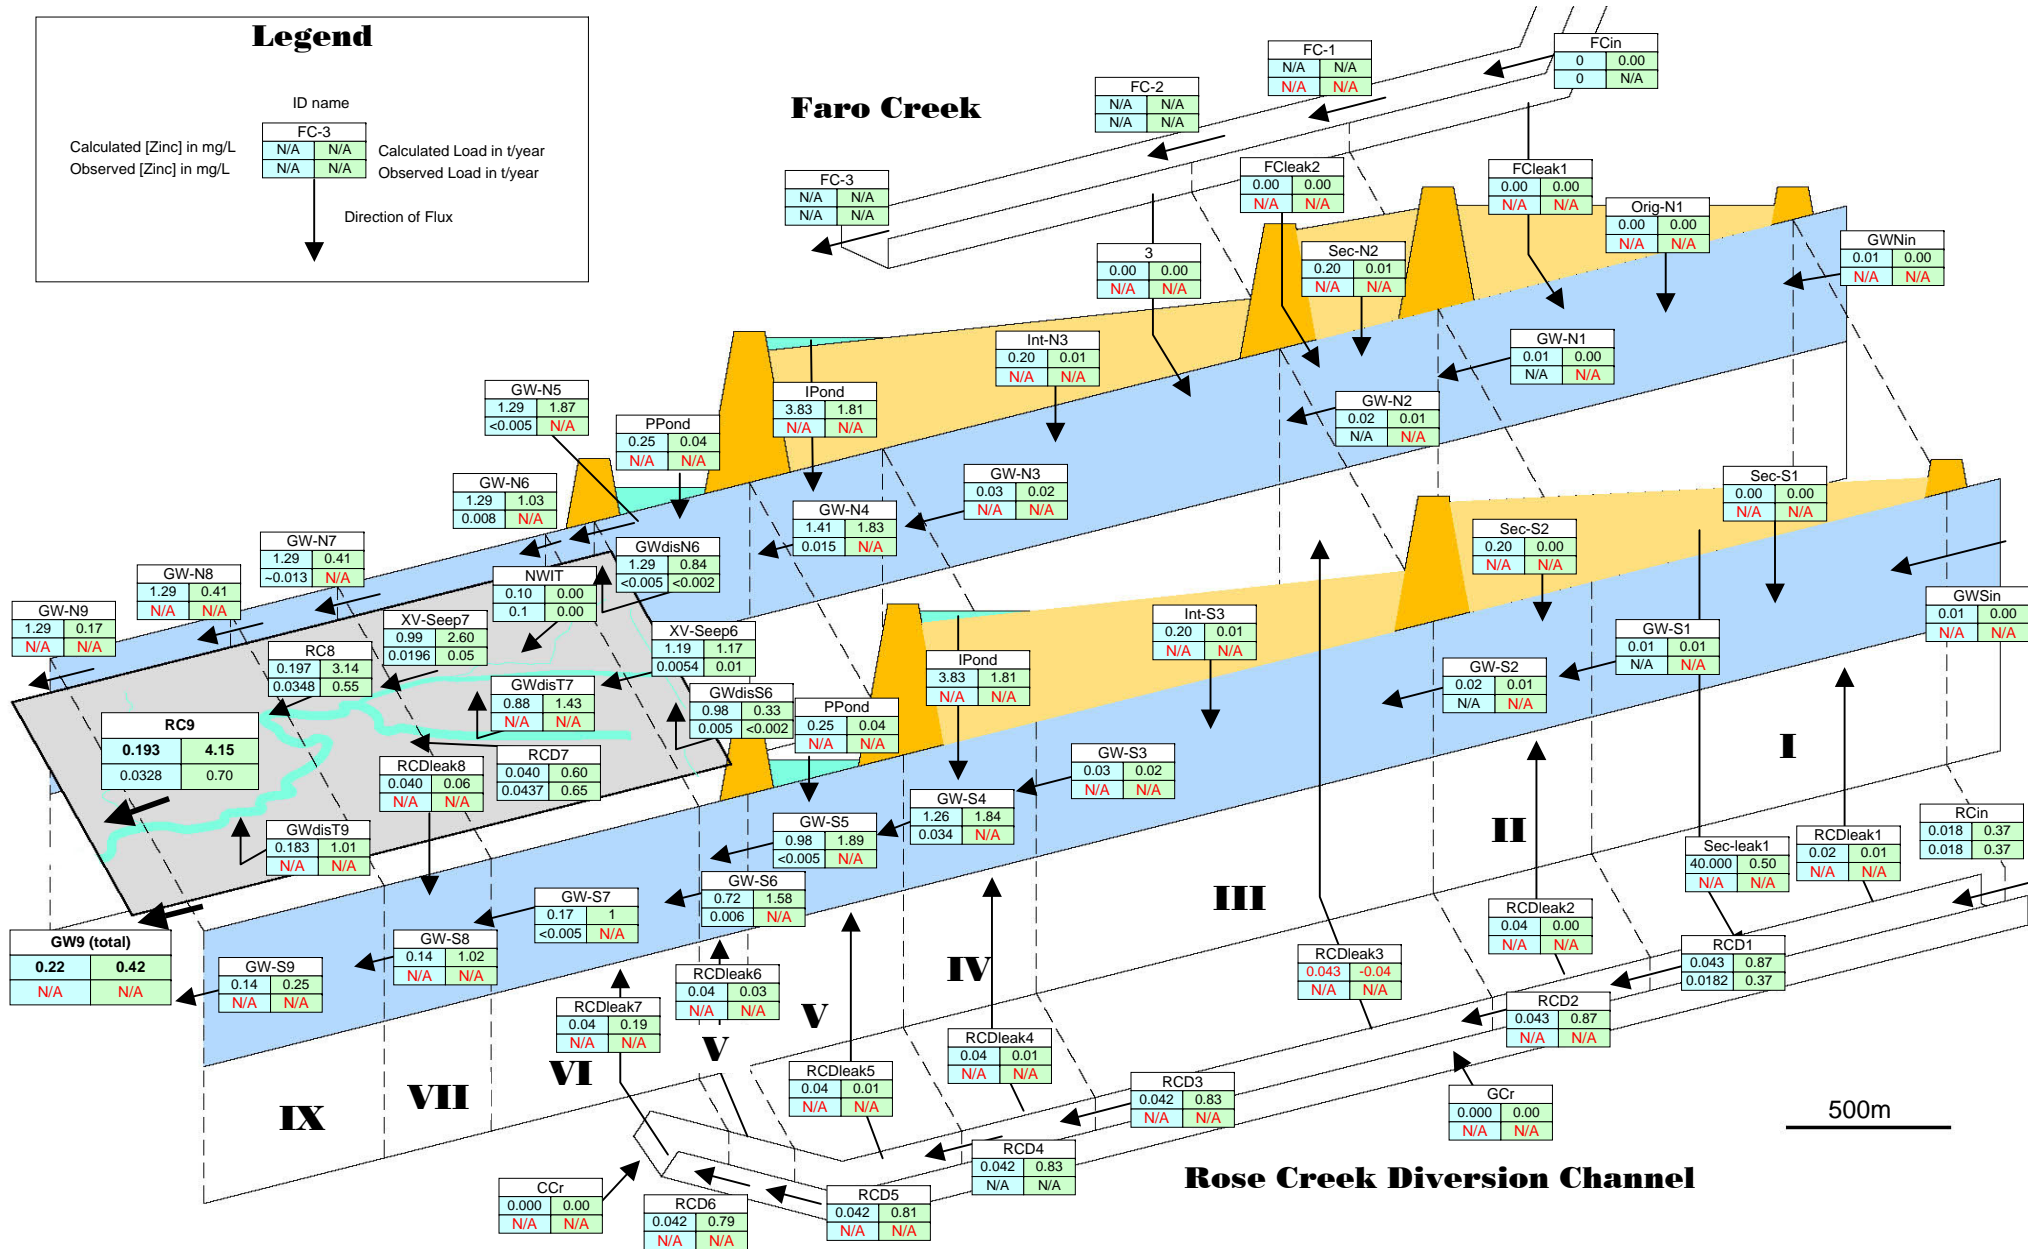 Legend
ID name
FC-3
Calculated [Zinc] in mg/L N/A N/A Calculated Load in t/year
Observed [Zinc] in mg/L N/A N/A Observed Load in t/year
Direction of Flux
Faro Creek
FCin
0 0.00
0 N/A
FC-1
N/A N/A
N/A N/A
FC-2
N/A N/A
N/A N/A
FC-3
N/A N/A
N/A N/A
FCleak2
0.00 0.00
N/A N/A
FCleak1
0.00 0.00
N/A N/A
Orig-N1
0.00 0.00
N/A N/A
GWNin
0.01 0.00
N/A N/A
3
0.00 0.00
N/A N/A
Sec-N2
0.20 0.01
N/A N/A
Int-N3
0.20 0.01
N/A N/A
GW-N1
0.01 0.00
N/A N/A
GW-N2
0.02 0.01
N/A N/A
GW-N5
1.29 1.87
<0.005 N/A
IPond
3.83 1.81
N/A N/A
PPond
0.25 0.04
N/A N/A
GW-N6
1.29 1.03
0.008 N/A
GW-N3
0.03 0.02
N/A N/A
GW-N4
1.41 1.83
0.015 N/A
Sec-S1
0.00 0.00
N/A N/A
Sec-S2
0.20 0.00
N/A N/A
GW-N7
1.29 0.41
~0.013 N/A
GWdisN6
1.29 0.84
<0.005 <0.002
GW-N8
1.29 0.41
N/A N/A
NWIT
0.10 0.00
0.1 0.00
GW-N9
1.29 0.17
N/A N/A
XV-Seep7
0.99 2.60
0.0196 0.05
XV-Seep6
1.19 1.17
0.0054 0.01
GWSin
0.01 0.00
N/A N/A
Int-S3
0.20 0.01
N/A N/A
GW-S1
0.01 0.01
N/A N/A
RC8
0.197 3.14
0.0348 0.55
IPond
3.83 1.81
N/A N/A
GW-S2
0.02 0.01
N/A N/A
GWdisT7
0.88 1.43
N/A N/A
GWdisS6
0.98 0.33
0.005 <0.002
PPond
0.25 0.04
N/A N/A
RC9
0.193 4.15
0.0328 0.70
RCD7
0.040 0.60
0.0437 0.65
RCDleak8
0.040 0.06
N/A N/A
GW-S3
0.03 0.02
N/A N/A
I
GW-S4
1.26 1.84
0.034 N/A
GW-S5
0.98 1.89
<0.005 N/A
II
RCin
0.018 0.37
0.018 0.37
GWdisT9
0.183 1.01
N/A N/A
RCDleak1
0.02 0.01
N/A N/A
Sec-leak1
40.000 0.50
N/A N/A
GW-S6
0.72 1.58
0.006 N/A
GW-S7
0.17 1
<0.005 N/A
III
RCDleak2
0.04 0.00
N/A N/A
GW9 (total)
0.22 0.42
N/A N/A
GW-S8
0.14 1.02
N/A N/A
GW-S9
0.14 0.25
N/A N/A
RCDleak6
0.04 0.03
N/A N/A
IV
RCDleak3
0.043 -0.04
N/A N/A
RCD1
0.043 0.87
0.0182 0.37
RCDleak7
0.04 0.19
N/A N/A
V
RCD2
0.043 0.87
N/A N/A
RCDleak4
0.04 0.01
N/A N/A
V
VI
RCDleak5
0.04 0.01
N/A N/A
VII
IX
RCD3
0.042 0.83
N/A N/A
GCr
0.000 0.00
N/A N/A
500m
RCD4
0.042 0.83
N/A N/A
Rose Creek Diversion Channel
CCr
0.000 0.00
N/A N/A
RCD6
0.042 0.79
N/A N/A
RCD5
0.042 0.81
N/A N/A